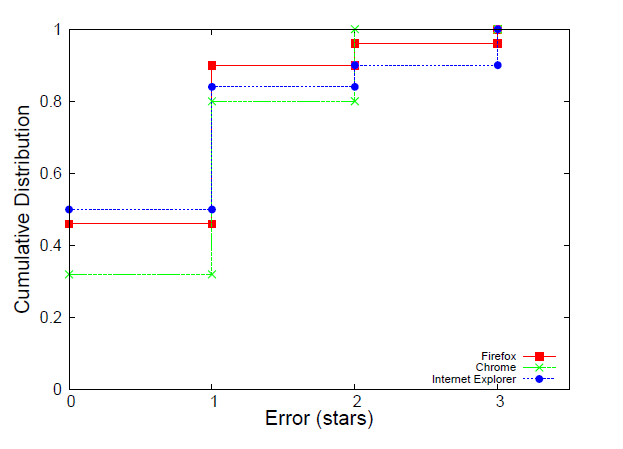 Cumulative Distribution
1
0.8
0.6
0.4
0.2
0
0 1 2 3
Error (stars)
Firefox
Chrome
Internet Explorer